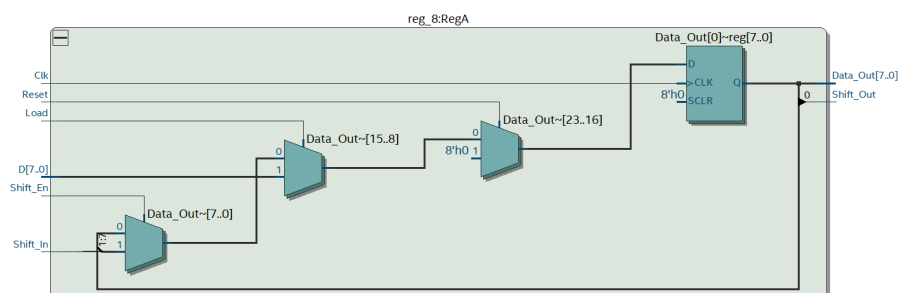 reg_8:RegA
Data_Out[0]~reg[7..0]
Clk
D
CLK
Q
Data_Out[7..0]
Reset
8'h0
SCLR
0
Shift_Out
Load
Data_Out~[23..16]
0
8'h0
1
Data_Out~[15..8]
0
D[7..0]
1
Shift_En
Data_Out~[7..0]
0
1:7
Shift_In
1